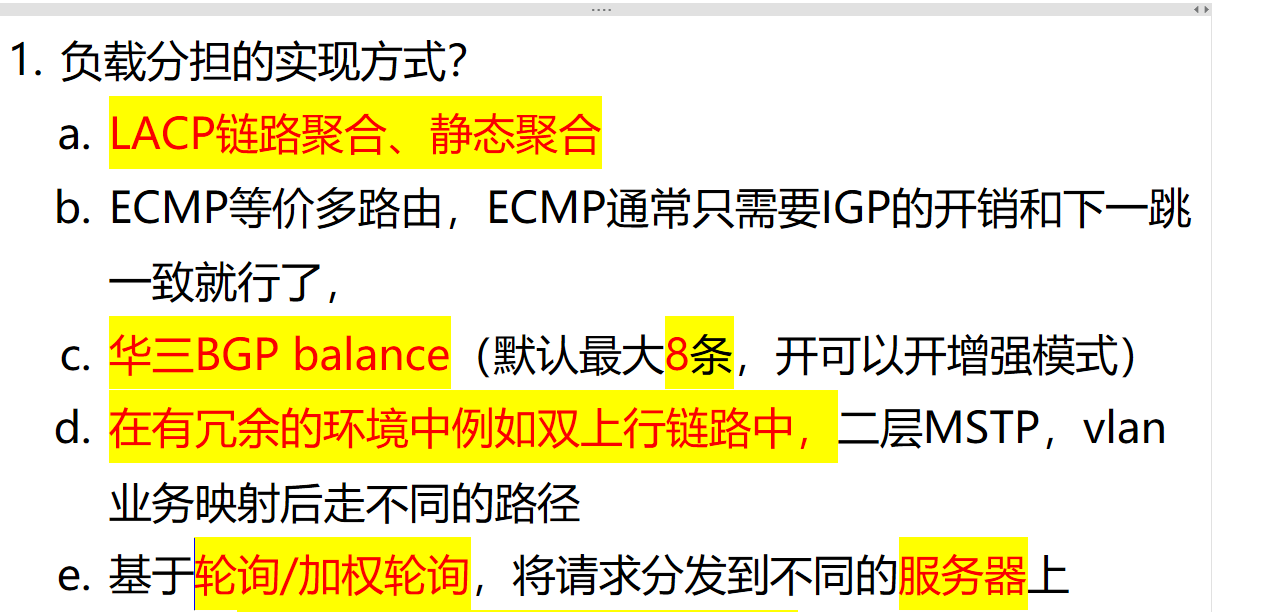 1. 负载分担的实现方式？
a. LACP链路聚合、静态聚合
b. ECMP等价多路由，ECMP通常只需要IGP的开销和下一跳
一致就行了，
c. 华三BGP balance（默认最大8条，开可以开增强模式）
d. 在有冗余的环境中例如双上行链路中，二层MSTP，vlan
业务映射后走不同的路径
e. 基于轮询/加权轮询，将请求分发到不同的服务器上